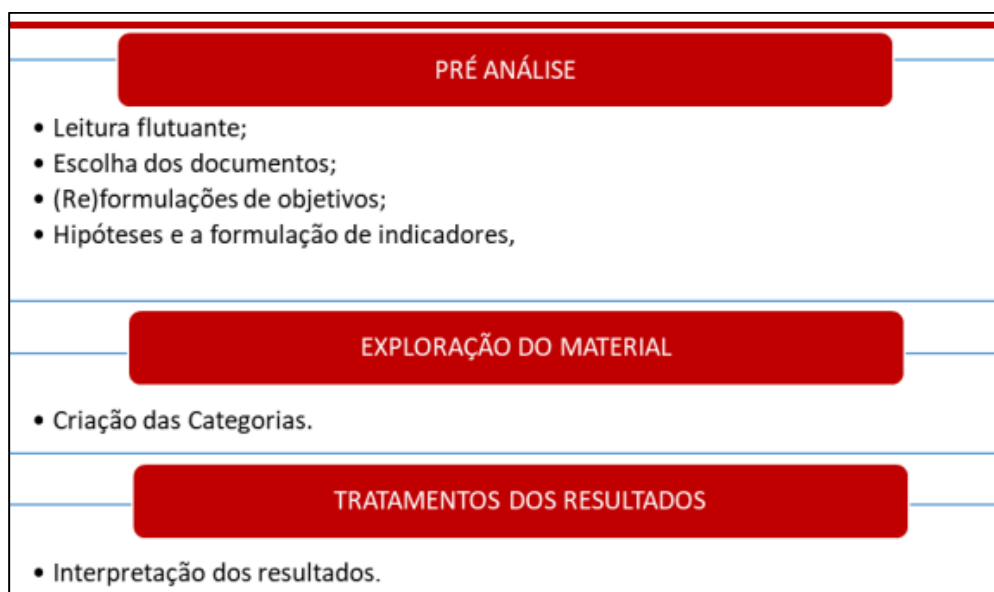 PRÉ ANÁLISE
• Leitura flutuante;
• Escolha dos documentos;
• (Re)formulações de objetivos;
• Hipóteses e a formulação de indicadores,
EXPLORAÇÃO DO MATERIAL
• Criação das Categorias.
TRATAMENTOS DOS RESULTADOS
• Interpretação dos resultados.